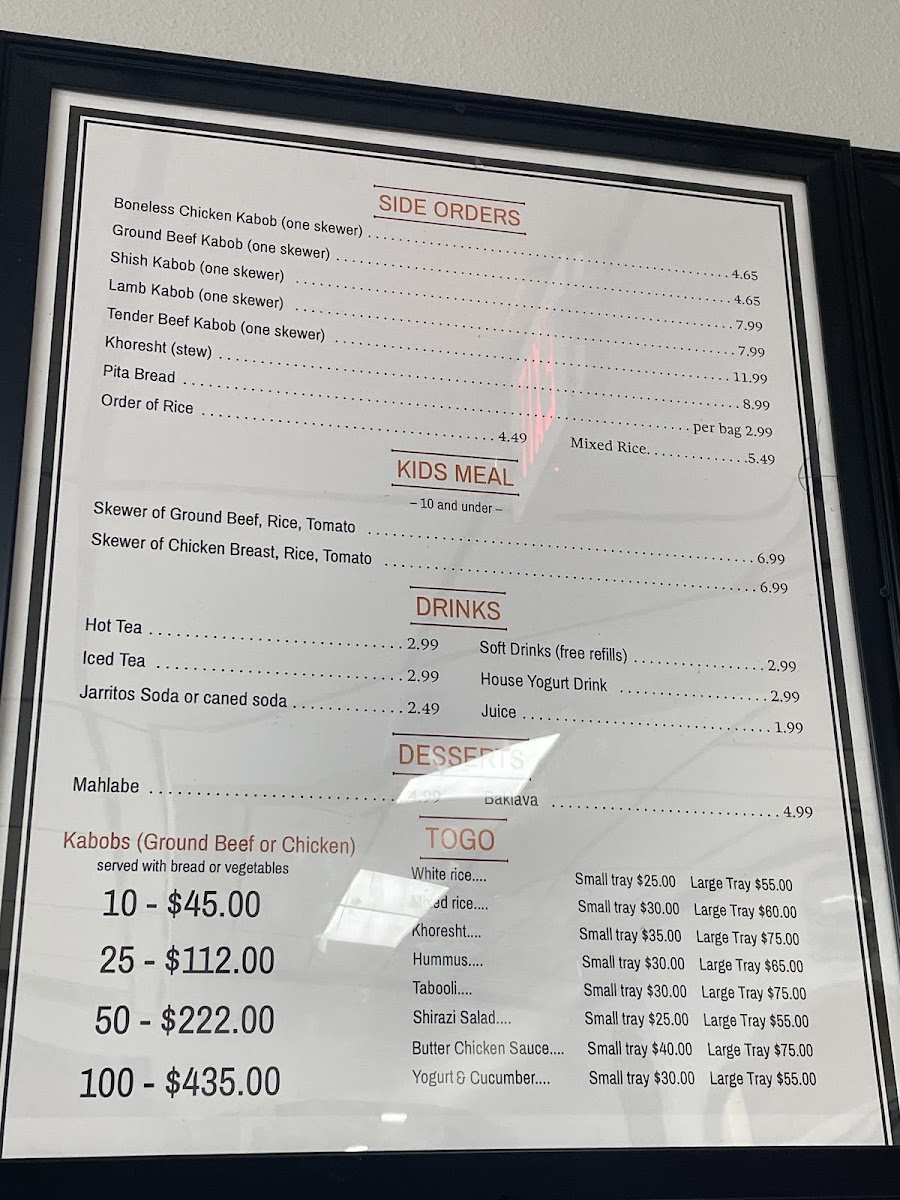 SIDE ORDERS
Boneless Chicken Kabob (one skewer) 4.65
Ground Beef Kabob (one skewer) 4.65
Shish Kabob (one skewer) 7.99
Lamb Kabob (one skewer) 7.99
Tender Beef Kabob (one skewer) 11.99
Khoresht (stew) 8.99
Pita Bread per bag 2.99
Order of Rice 4.49 Mixed Rice 5.49
KIDS MEAL
– 10 and under –
Skewer of Ground Beef, Rice, Tomato 6.99
Skewer of Chicken Breast, Rice, Tomato 6.99
DRINKS
Hot Tea 2.99 Soft Drinks (free refills) 2.99
Iced Tea 2.99 House Yogurt Drink 2.99
Jarritos Soda or caned soda 2.49 Juice 1.99
DESSERTS
Mahlabe 4.99 Baklava 4.99
Kabobs (Ground Beef or Chicken)
served with bread or vegetables
10 - $45.00
25 - $112.00
50 - $222.00
100 - $435.00
TOGO
White rice.... Small tray $25.00 Large Tray $55.00
Mixed rice.... Small tray $30.00 Large Tray $60.00
Khoresht.... Small tray $35.00 Large Tray $75.00
Hummus.... Small tray $30.00 Large Tray $65.00
Tabooli.... Small tray $30.00 Large Tray $75.00
Shirazi Salad.... Small tray $25.00 Large Tray $55.00
Butter Chicken Sauce.... Small tray $40.00 Large Tray $75.00
Yogurt & Cucumber.... Small tray $30.00 Large Tray $55.00